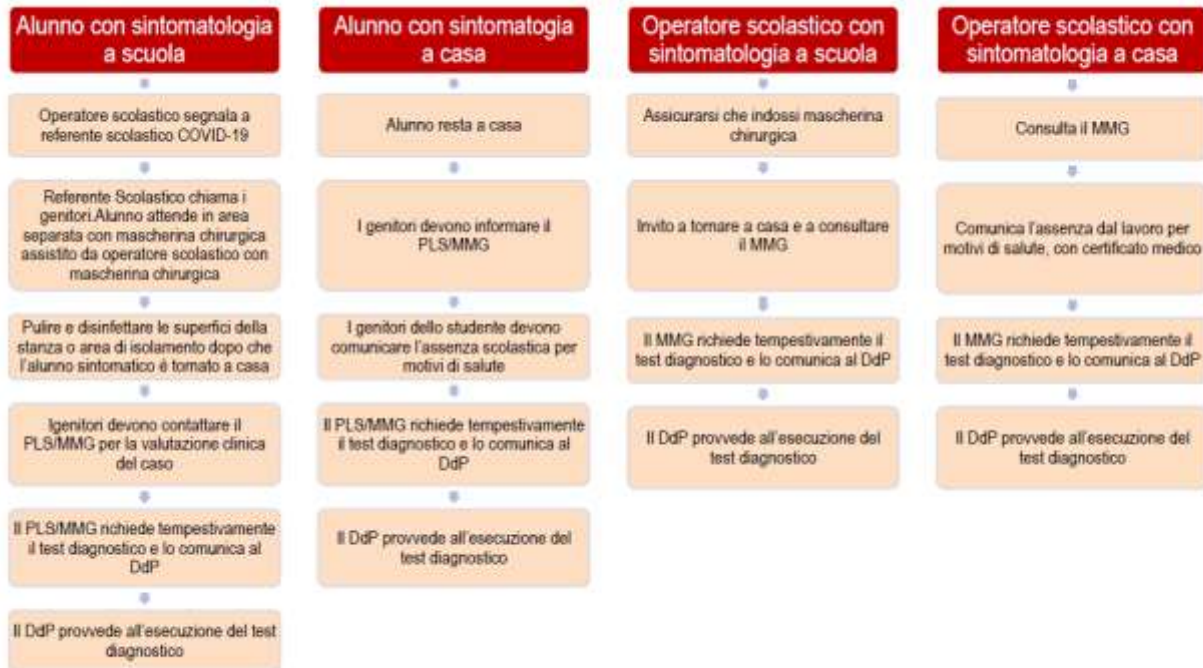 Alunno con sintomatologia
a scuola
Operatore scolastico segnala a
referente scolastico COVID-19
Referente Scolastico chiama i
genitori.Alunno attende in area
separata con mascherina chirurgica
assistito da operatore scolastico con
mascherina chirurgica
Pulire e disinfettare le superfici della
stanza o area di isolamento dopo che
l'alunno sintomatico è tornato a casa
Igenitori devono contattare il
PLS/MMG per la valutazione clinica
del caso
Il PLS/MMG richiede tempestivamente
il test diagnostico e lo comunica al
DdP
Il DdP provvede all'esecuzione del test
diagnostico
Alunno con sintomatogia
a casa
Alunno resta a casa
I genitori devono informare il
PLS/MMG
I genitori dello studente devono
comunicare l'assenza scolastica per
motivi di salute
Il PLS/MMG richiede tempestivamente
il test diagnostico e lo comunica al
DdP
Il DdP provvede all'esecuzione del
test diagnostico
Operatore scolastico con
sintomatologia a scuola
Assicurarsi che indossi mascherina
chirurgica
Invito a tornare a casa e a consultare
il MMG
Il MMG richiede tempestivamente il
test diagnostico e lo comunica al DdP
Il DdP provvede all'esecuzione del
test diagnostico
Operatore scolastico con
sintomatologia a casa
Consulta il MMG
Comunica l'assenza dal lavoro per
motivi di salute, con certificato medico
Il MMG richiede tempestivamente il
test diagnostico e lo comunica al DdP
Il DdP provvede all'esecuzione del
test diagnostico